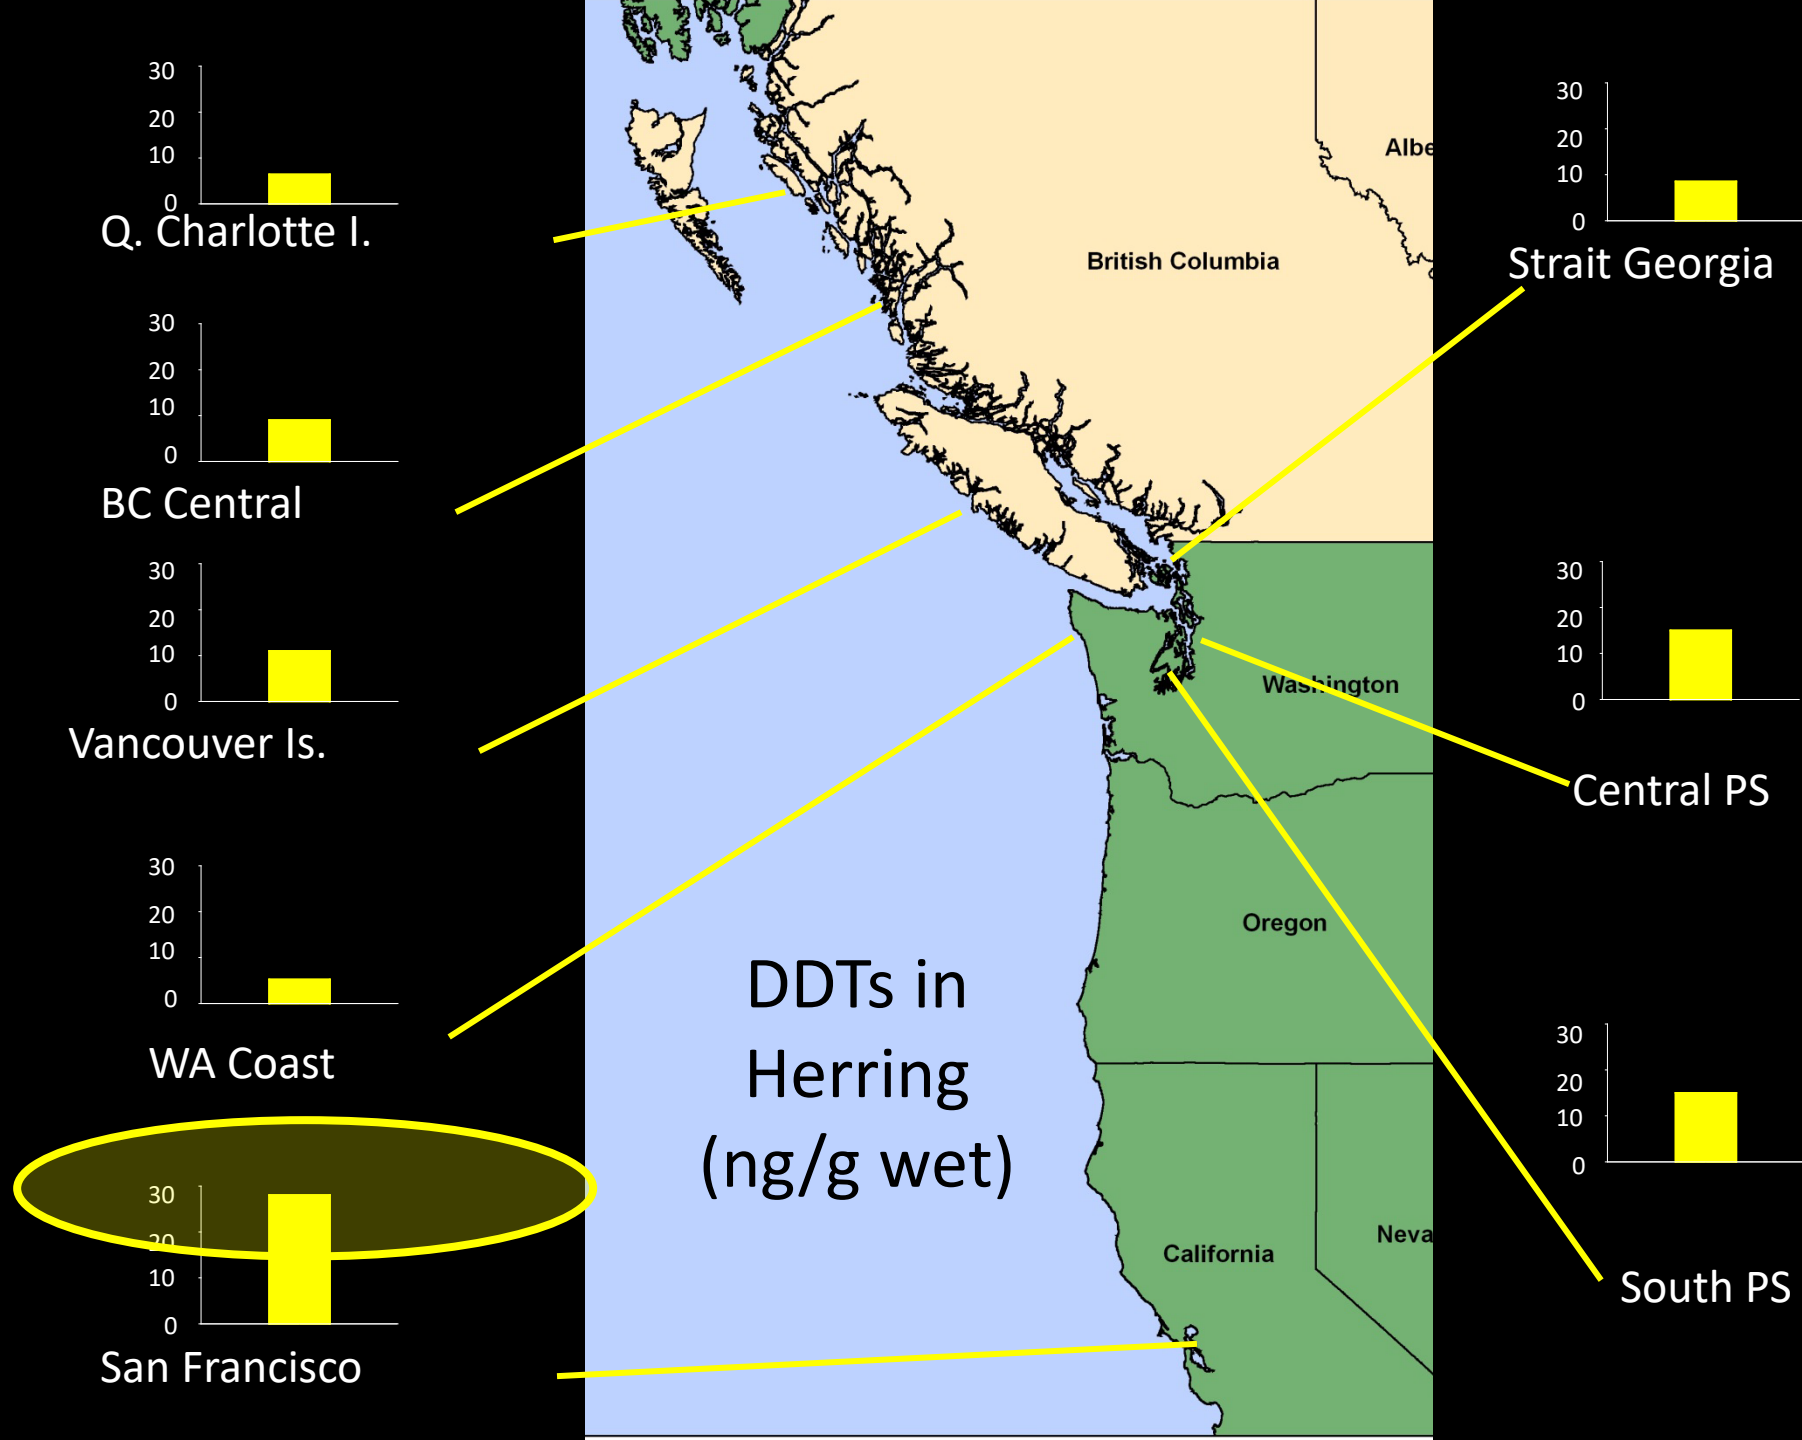 30
20
10
0
Q. Charlotte I.
30
20
10
0
BC Central
30
20
10
0
Vancouver Is.
30
20
10
0
WA Coast
30
20
10
0
San Francisco
British Columbia
Albe
Washington
Oregon
California
Neva
DDTs in
Herring
(ng/g wet)
30
20
10
0
Strait Georgia
30
20
10
0
Central PS
30
20
10
0
South PS